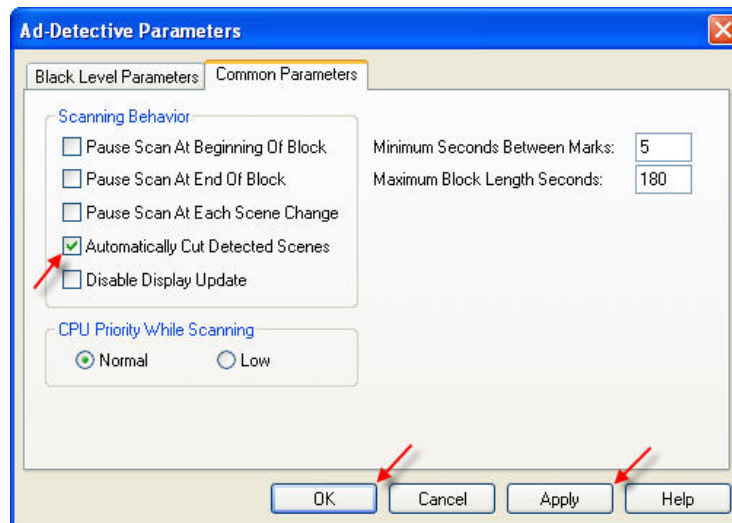 Ad-Detective Parameters
Black Level Parameters Common Parameters
Scanning Behavior
Pause Scan At Beginning Of Block
Pause Scan At End Of Block
Pause Scan At Each Scene Change
Automatically Cut Detected Scenes
Disable Display Update
Minimum Seconds Between Marks: 5
Maximum Block Length Seconds: 180
CPU Priority While Scanning
Normal Low
OK Cancel Apply Help